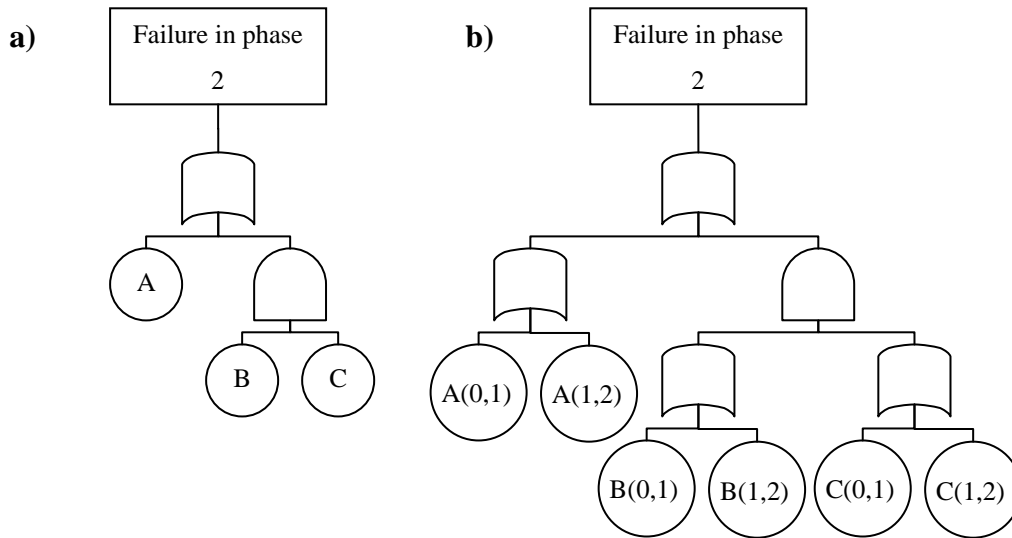 a)
Failure in phase
2
A
B
C
b)
Failure in phase
2
A(0,1)
A(1,2)
B(0,1)
B(1,2)
C(0,1)
C(1,2)